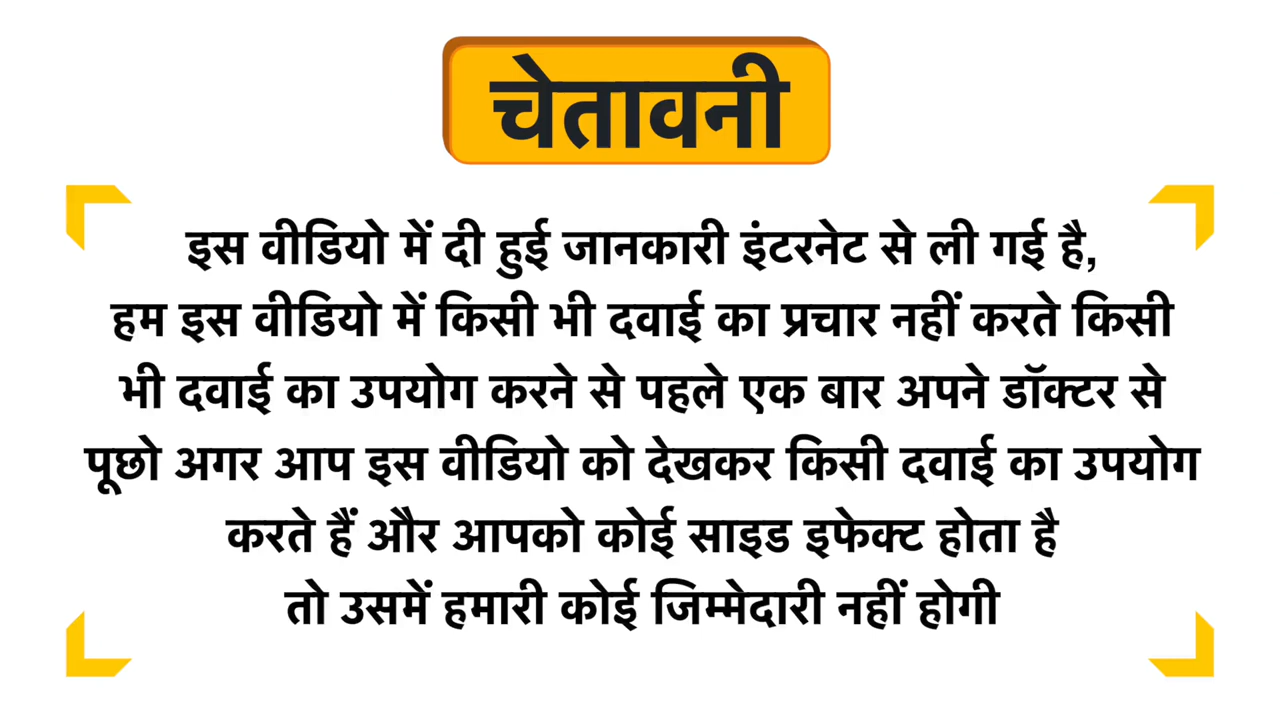 चेतावनी
इस वीडियो में दी हुई जानकारी इंटरनेट से ली गई है,
हम इस वीडियो में किसी भी दवाई का प्रचार नहीं करते किसी
भी दवाई का उपयोग करने से पहले एक बार अपने डॉक्टर से
पूछो अगर आप इस वीडियो को देखकर किसी दवाई का उपयोग
करते हैं और आपको कोई साइड इफेक्ट होता है
तो उसमें हमारी कोई जिम्मेदारी नहीं होगी